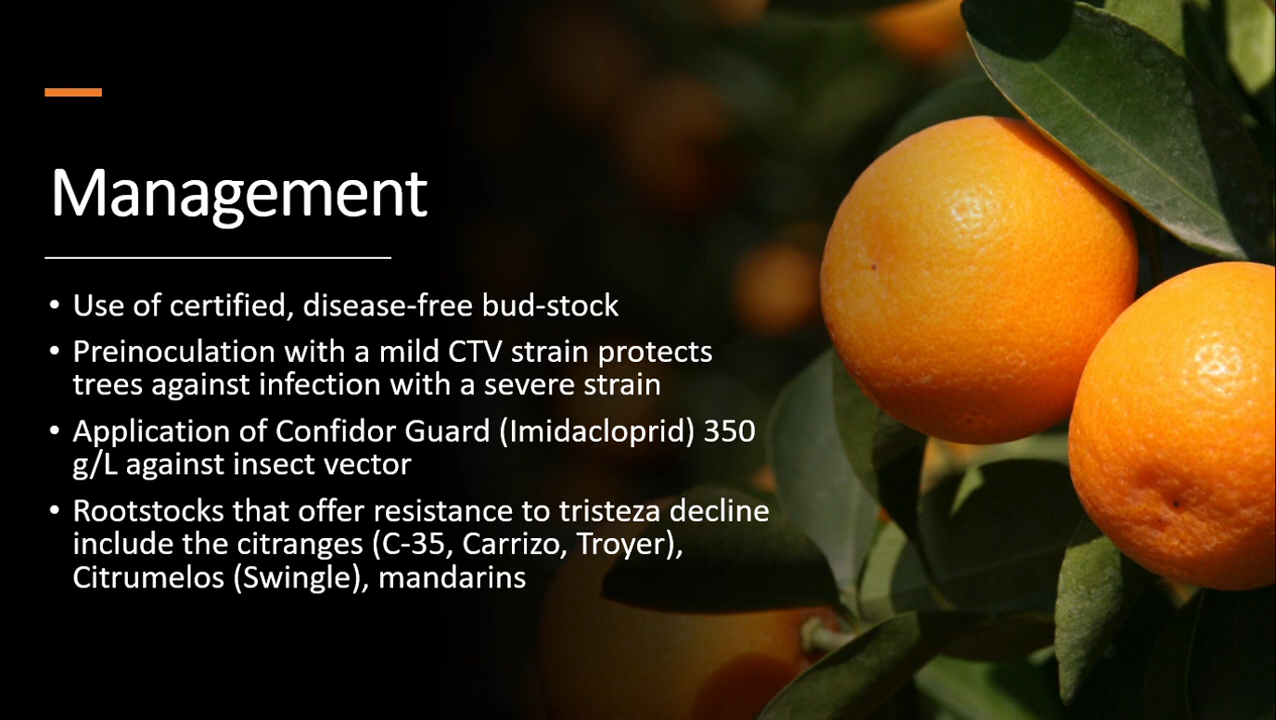 Management
• Use of certified, disease-free bud-stock
• Preinoculation with a mild CTV strain protects
trees against infection with a severe strain
• Application of Confidor Guard (Imidacloprid) 350
g/L against insect vector
• Rootstocks that offer resistance to tristeza decline
include the citranges (C-35, Carrizo, Troyer),
Citrumelos (Swingle), mandarins